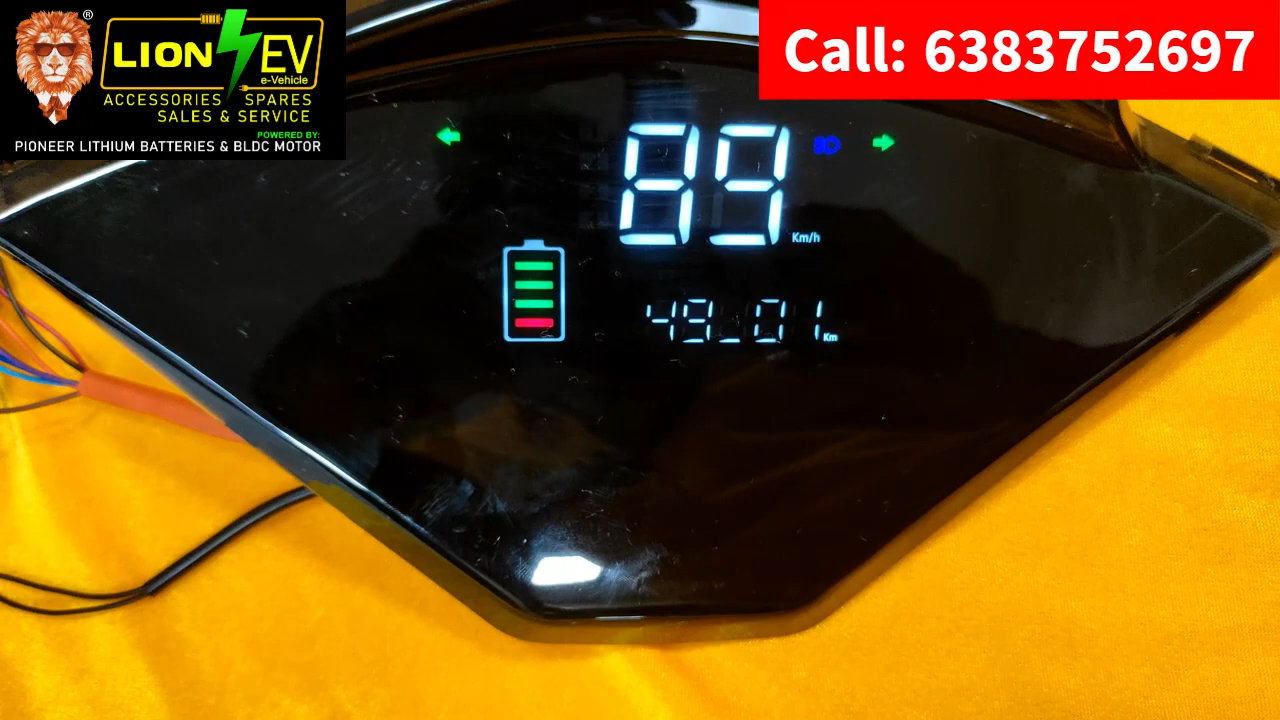 ®
LION EV
e-Vehicle
ACCESSORIES SPARES
SALES & SERVICE
POWERED BY:
PIONEER LITHIUM BATTERIES & BLDC MOTOR
Call: 6383752697
89
Km/h
49_01
Km